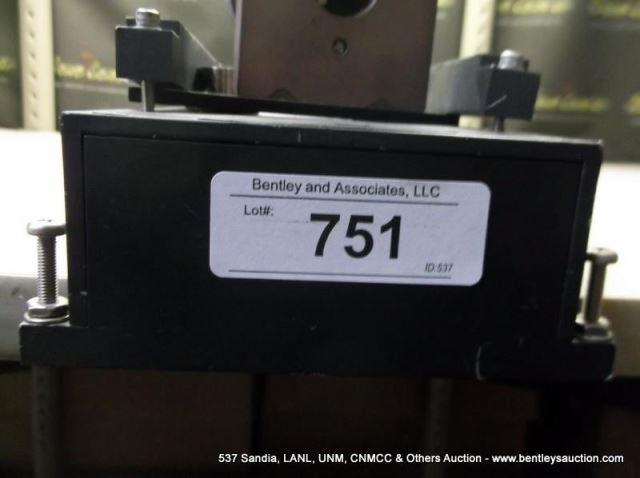 Bentley and Associates, LLC
Lot#:
751
ID:537
537 Sandia, LANL, UNM, CNMCC & Others Auction - www.bentleysauction.com